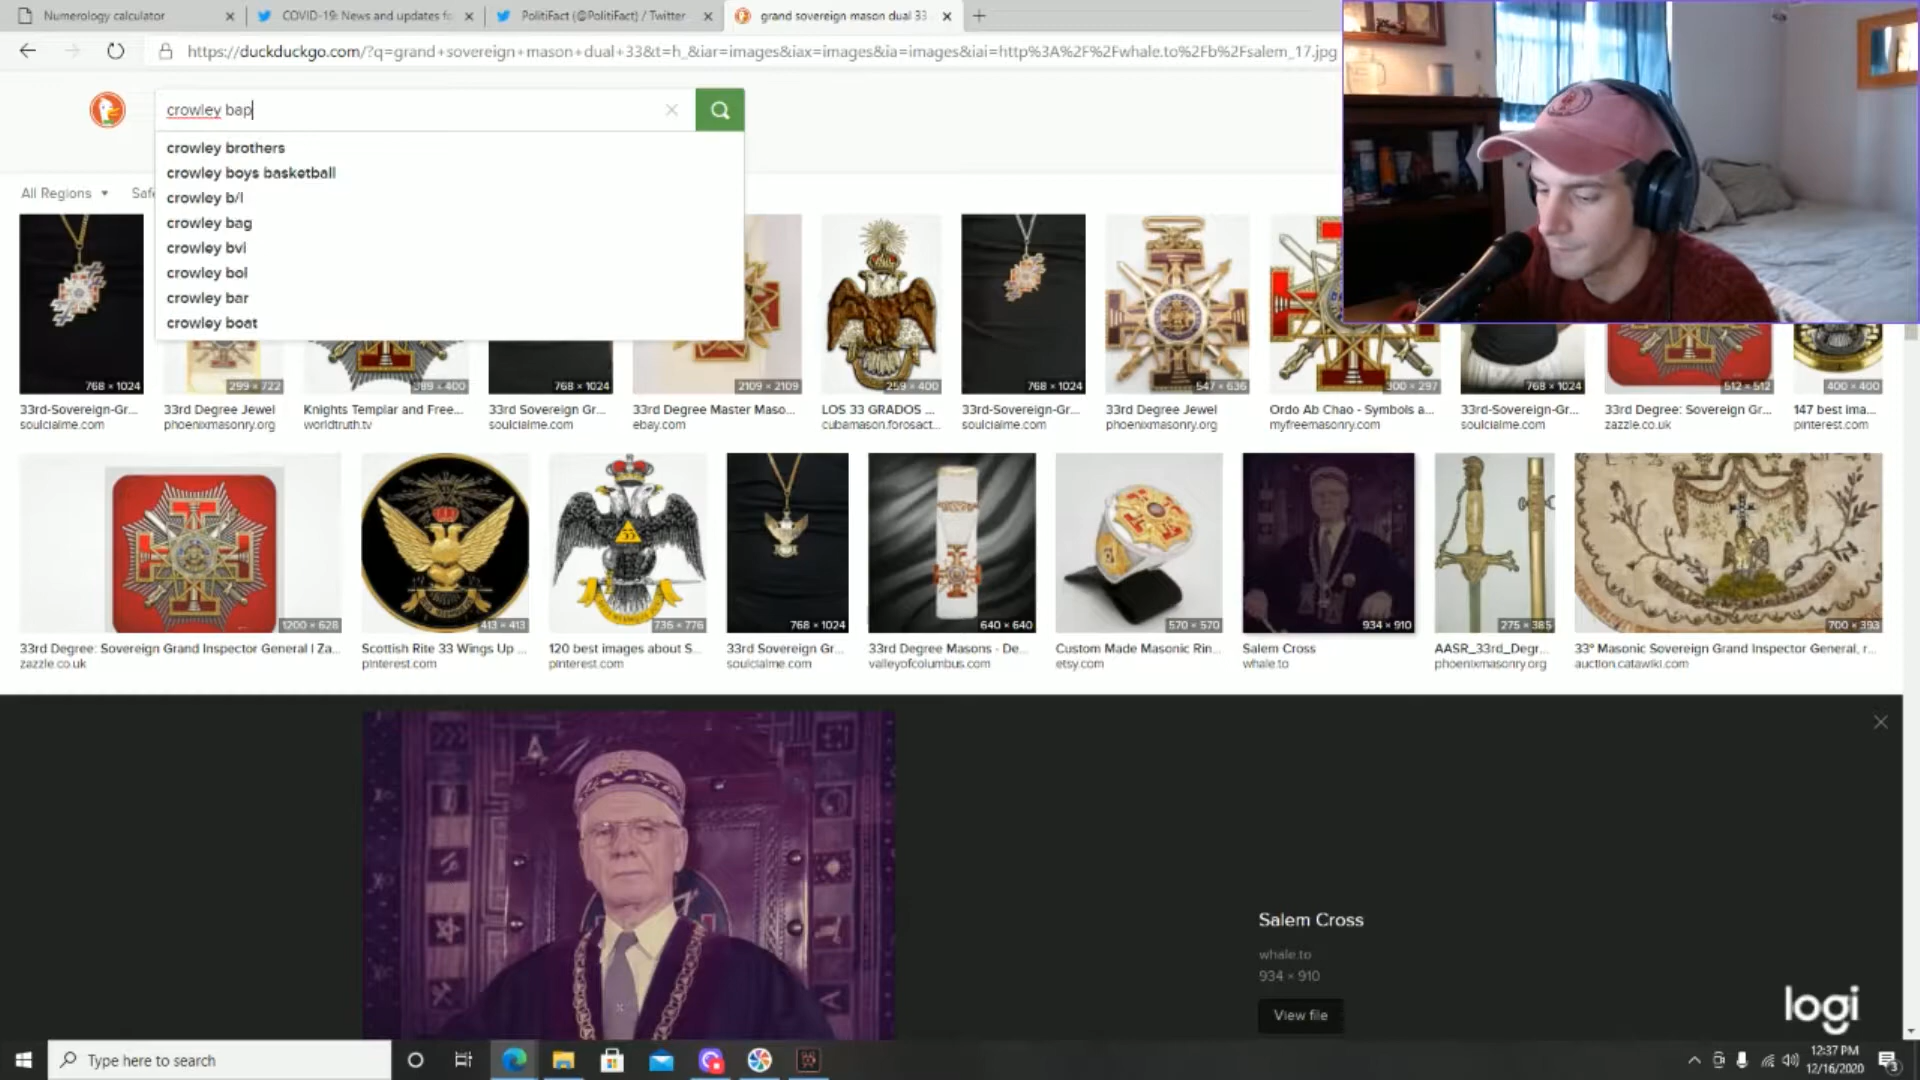 Numerology calculator
COVID-19: News and updates fo
PolitiFact (@PolitiFact) / Twitter
grand sovereign mason dual 33
https://duckduckgo.com/?q=grand+sovereign+mason+dual+33&t=h_&iar=images&iax=images&ia=images&iai=http%3A%2F%2Fwhale.to%2Fb%2Fsalem_17.jpg
crowley bap
crowley brothers
crowley boys basketball
crowley b/l
crowley bag
crowley bvi
crowley bol
crowley bar
crowley boat
All Regions
Safe
768 × 1024
299 × 722
389 × 400
768 × 1024
2109 × 2109
259 × 400
768 × 1024
547 × 636
300 × 297
768 × 1024
512 × 512
400 × 400
33rd-Sovereign-Gr...
33rd Degree Jewel
Knights Templar and Free...
33rd Sovereign Gr...
33rd Degree Master Maso...
LOS 33 GRADOS ...
33rd-Sovereign-Gr...
33rd Degree Jewel
Ordo Ab Chao - Symbols a...
33rd-Sovereign-Gr...
33rd Degree: Sovereign Gr...
147 best ima...
soulcialme.com
phoenixmasonry.org
worldtruth.tv
soulcialme.com
ebay.com
cubamason.forosact...
soulcialme.com
phoenixmasonry.org
myfreemasonry.com
soulcialme.com
zazzle.co.uk
pinterest.com
33
1200 × 628
413 × 413
736 × 776
768 × 1024
640 × 640
570 × 570
934 × 910
275 × 385
700 × 393
33rd Degree: Sovereign Grand Inspector General | Za...
Scottish Rite 33 Wings Up ...
120 best images about S...
33rd Sovereign Gr...
33rd Degree Masons - De...
Custom Made Masonic Rin...
Salem Cross
AASR_33rd_Degr...
33° Masonic Sovereign Grand Inspector General, r...
zazzle.co.uk
pinterest.com
pinterest.com
soulcialme.com
valleyofcolumbus.com
etsy.com
whale.to
phoenixmasonry.org
auction.catawiki.com
Salem Cross
whale.to
934 × 910
View file
logi
Type here to search
12:37 PM
12/16/2020
3